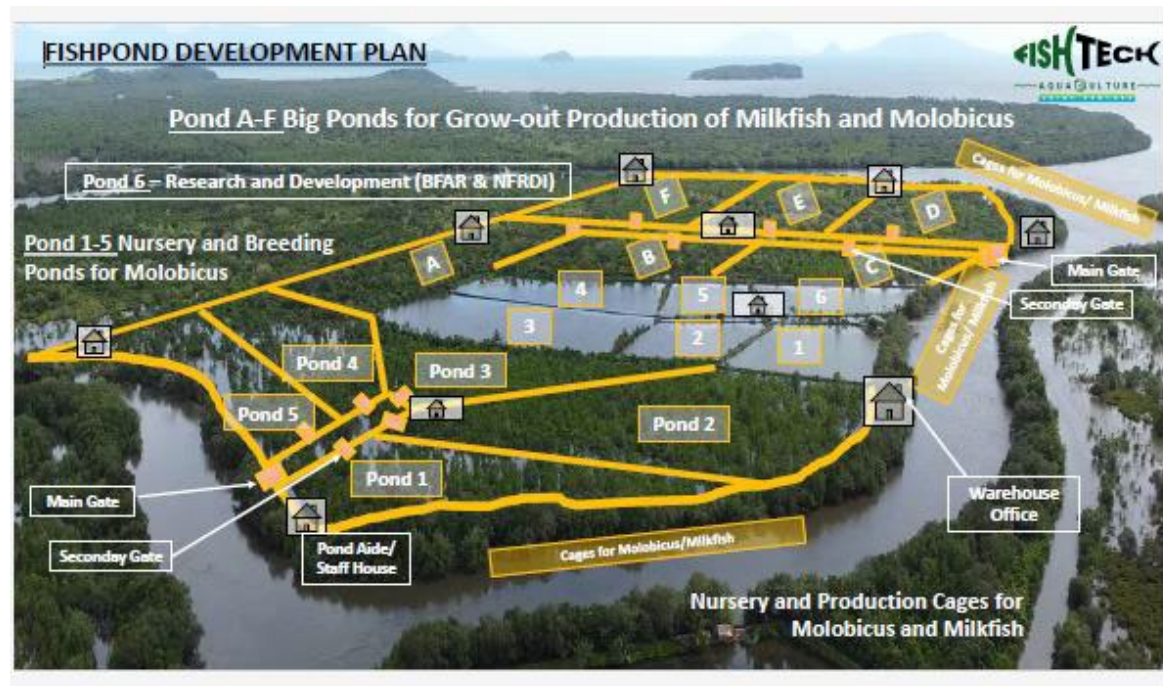 FISHPOND DEVELOPMENT PLAN
FISHTECH
AQUACULTURE
Pond A-F Big Ponds for Grow-out Production of Milkfish and Molobicus
Pond 6 – Research and Development (BFAR & NFRDI)
Cages for Molobicus/ Milkfish
Pond 1-5 Nursery and Breeding
Ponds for Molobicus
F
E
D
A
B
C
Main Gate
Seconday Gate
4
5
6
3
2
1
Cages for
Molobicus/ Milkfish
Pond 4
Pond 3
Pond 5
Pond 2
Pond 1
Main Gate
Seconday Gate
Pond Aide/
Staff House
Warehouse
Office
Cages for Molobicus/Milkfish
Nursery and Production Cages for
Molobicus and Milkfish